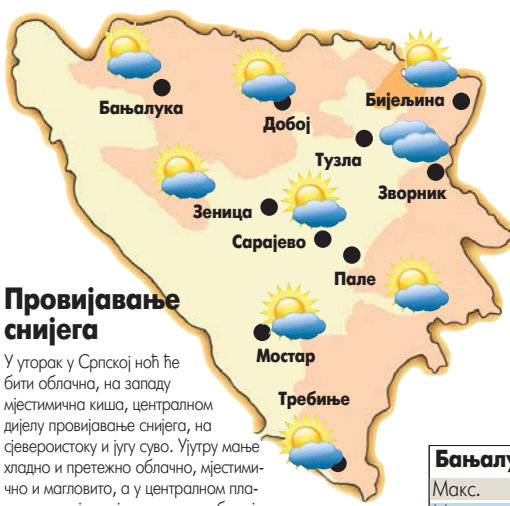 Бањалука
Добој
Бијељина
Тузла
Зворник
Зеница
Сарајево
Пале
Мостар
Требиње
Провијавање
снијега
У уторак у Српској ноћ ће
бити облачна, на западу
мјестимична киша, централном
дијелу провијавање снијега, на
сјевероистоку и југу суво. Ујутру мање
хладно и претежно облачно, мјестими-
чно и магловито, а у централном пла-
Макс.